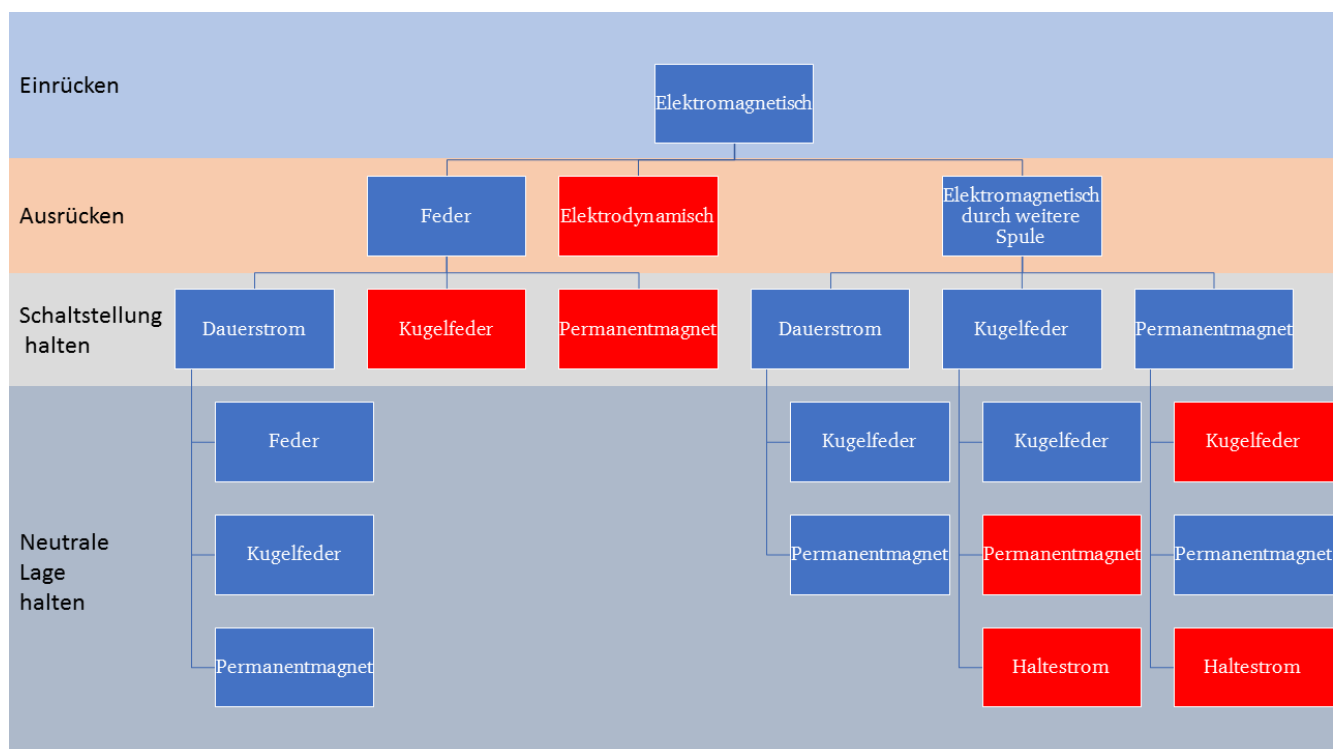 Einrücken
Elektromagnetisch
Ausrücken
Feder
Elektrodynamisch
Elektromagnetisch
durch weitere
Spule
Schaltstellung
halten
Dauerstrom
Kugelfeder
Permanentmagnet
Dauerstrom
Kugelfeder
Permanentmagnet
Neutrale
Lage
halten
Feder
Kugelfeder
Permanentmagnet
Kugelfeder
Permanentmagnet
Kugelfeder
Permanentmagnet
Haltestrom
Kugelfeder
Permanentmagnet
Haltestrom